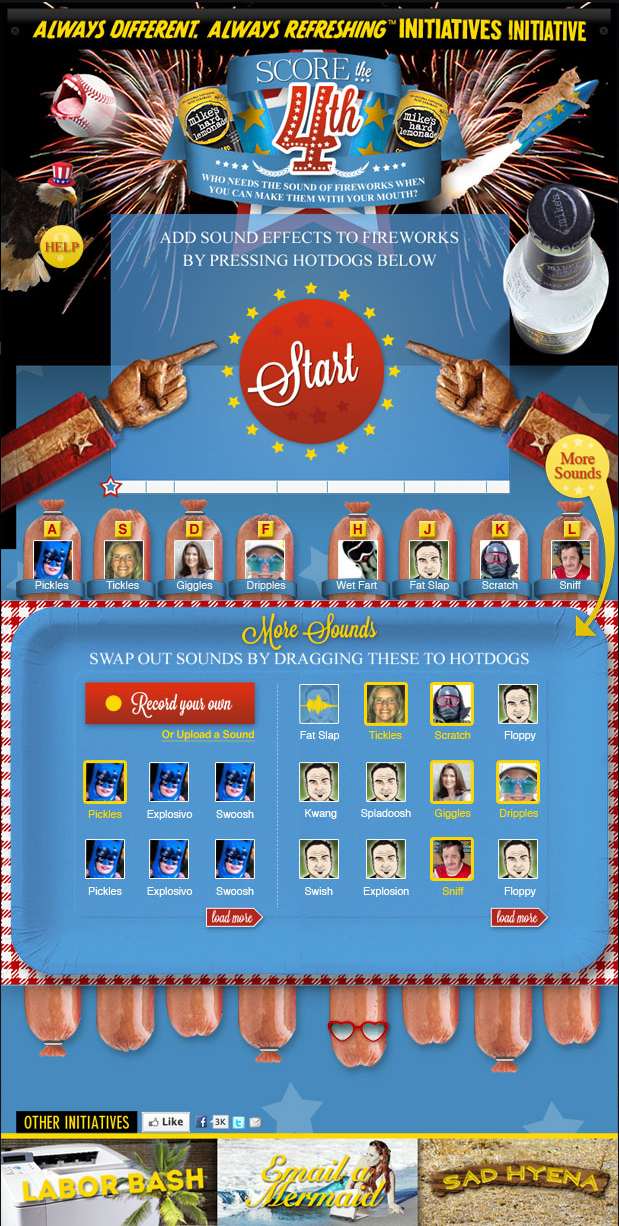 ALWAYS DIFFERENT. ALWAYS REFRESHING™ INITIATIVES INITIATIVE
SCORE the
4th
mike's hard lemonade
mike's hard lemonade
WHO NEEDS THE SOUND OF FIREWORKS WHEN
YOU CAN MAKE THEM WITH YOUR MOUTH?
HELP
ADD SOUND EFFECTS TO FIREWORKS
BY PRESSING HOTDOGS BELOW
Start
More
Sounds
A S D F H J K L
Pickles Tickles Giggles Dripples Wet Fart Fat Slap Scratch Sniff
More Sounds
SWAP OUT SOUNDS BY DRAGGING THESE TO HOTDOGS
Record your own
Or Upload a Sound
Fat Slap Tickles Scratch Floppy
Pickles Explosivo Swoosh
Kwang Spladoosh Giggles Dripples
Pickles Explosivo Swoosh
Swish Explosion Sniff Floppy
load more
load more
OTHER INITIATIVES
Like
3K
LABOR BASH
Email a
Mermaid
SAD HYENA